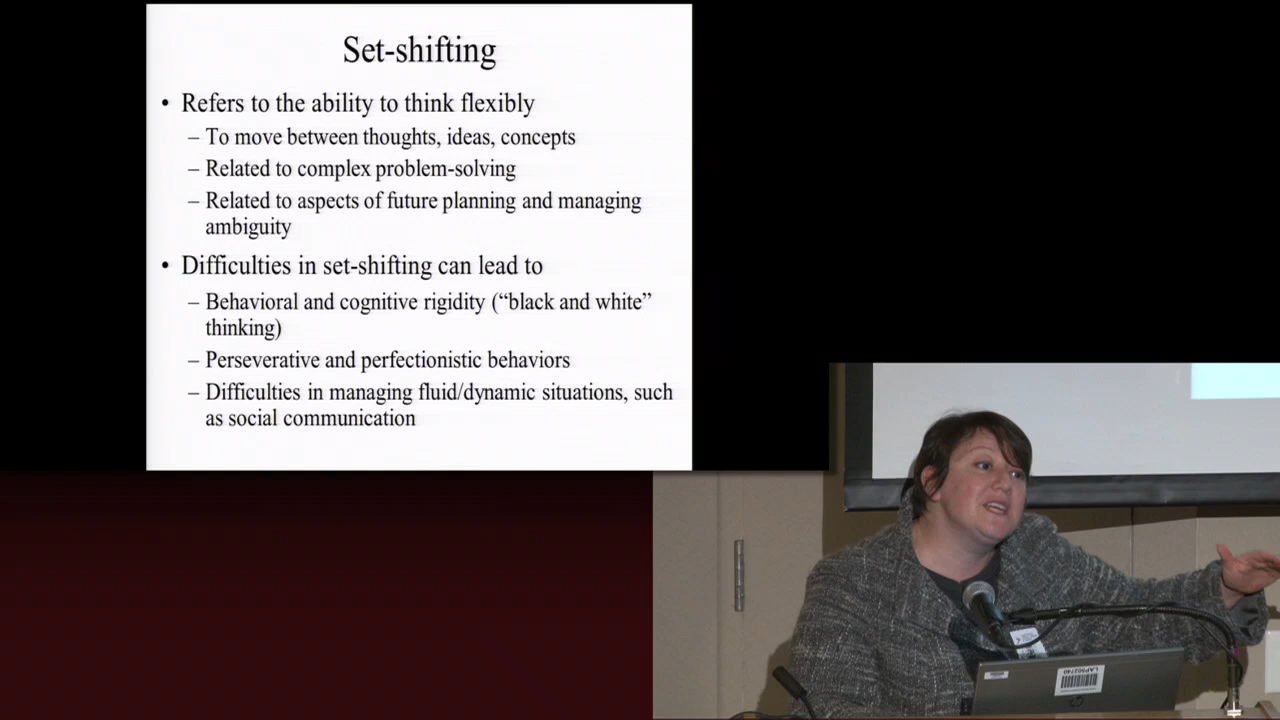 Set-shifting
• Refers to the ability to think flexibly
– To move between thoughts, ideas, concepts
– Related to complex problem-solving
– Related to aspects of future planning and managing
ambiguity
• Difficulties in set-shifting can lead to
– Behavioral and cognitive rigidity (“black and white”
thinking)
– Perseverative and perfectionistic behaviors
– Difficulties in managing fluid/dynamic situations, such
as social communication
LAP502740
hp